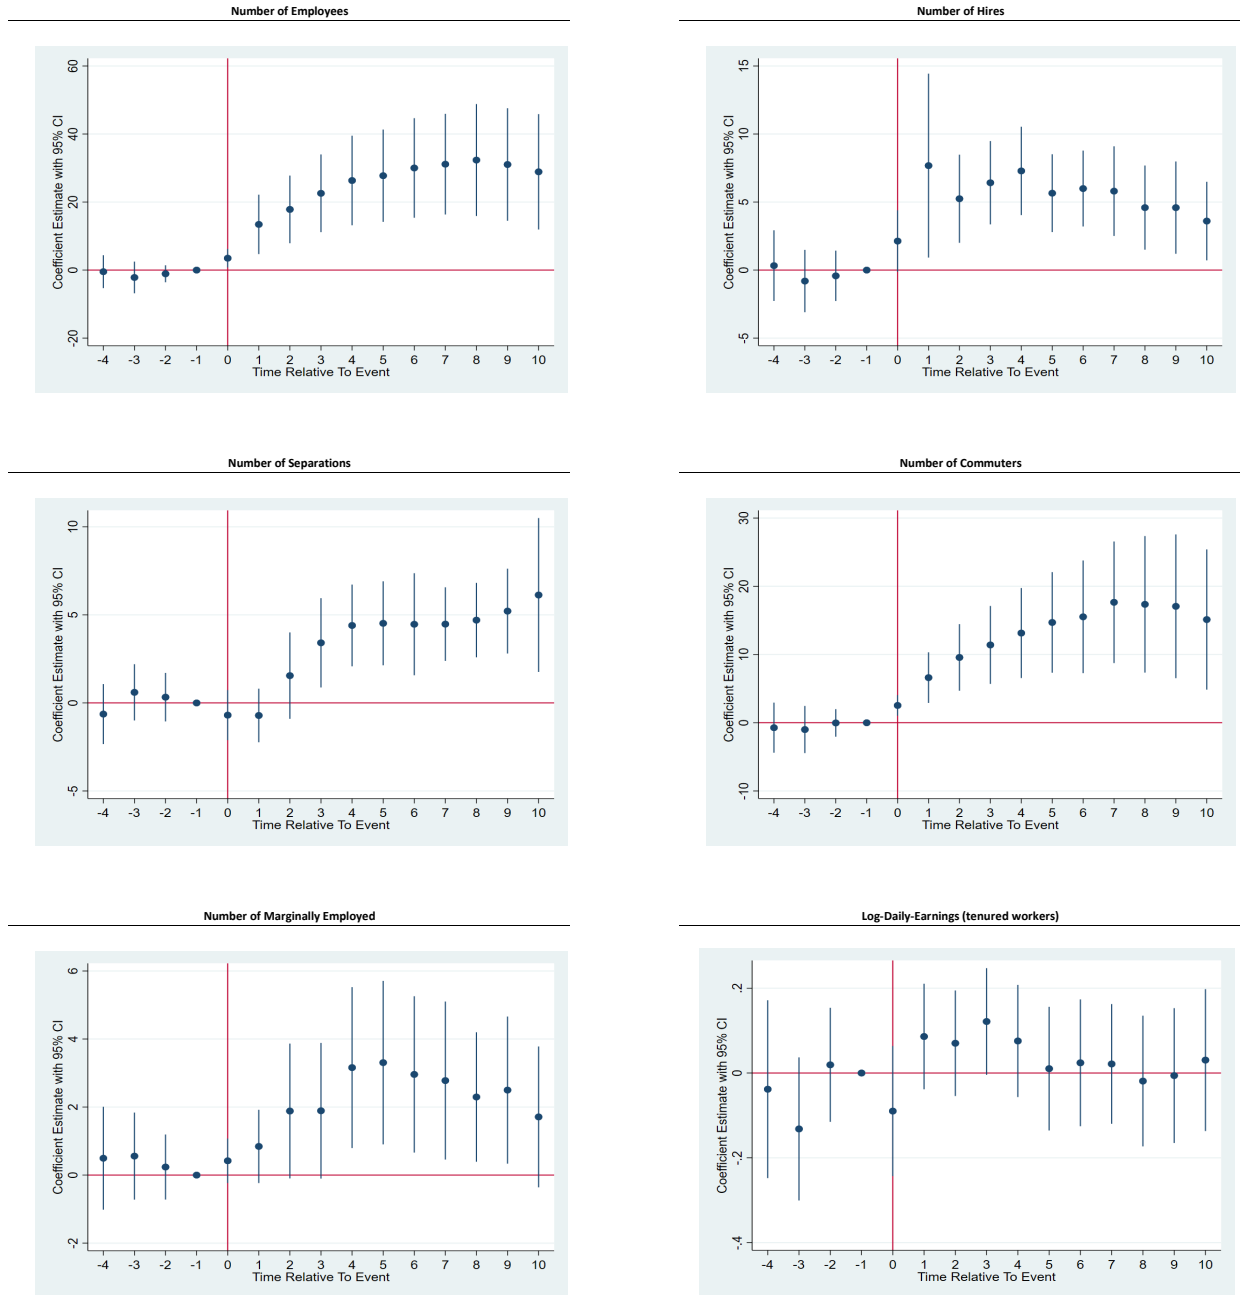 Number of Employees
Coefficient Estimate with 95% CI
60
40
20
0
-20
-4 -3 -2 -1 0 1 2 3 4 5 6 7 8 9 10
Time Relative To Event
Number of Hires
Coefficient Estimate with 95% CI
15
10
5
0
-5
-4 -3 -2 -1 0 1 2 3 4 5 6 7 8 9 10
Time Relative To Event
Number of Separations
Coefficient Estimate with 95% CI
10
5
0
-5
-4 -3 -2 -1 0 1 2 3 4 5 6 7 8 9 10
Time Relative To Event
Number of Commuters
Coefficient Estimate with 95% CI
30
20
10
0
-10
-4 -3 -2 -1 0 1 2 3 4 5 6 7 8 9 10
Time Relative To Event
Number of Marginally Employed
Coefficient Estimate with 95% CI
6
4
2
0
-2
-4 -3 -2 -1 0 1 2 3 4 5 6 7 8 9 10
Time Relative To Event
Log-Daily-Earnings (tenured workers)
Coefficient Estimate with 95% CI
.2
0
-.2
-.4
-4 -3 -2 -1 0 1 2 3 4 5 6 7 8 9 10
Time Relative To Event